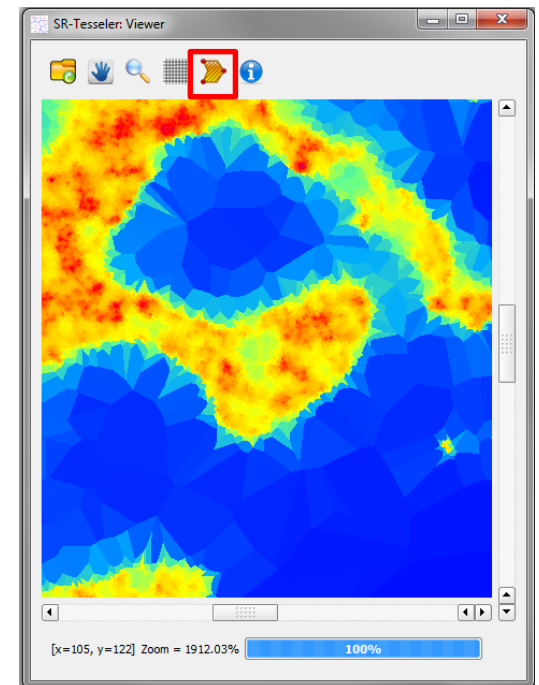 SR-Tesseler: Viewer
[x=105, y=122] Zoom = 1912.03% 100%